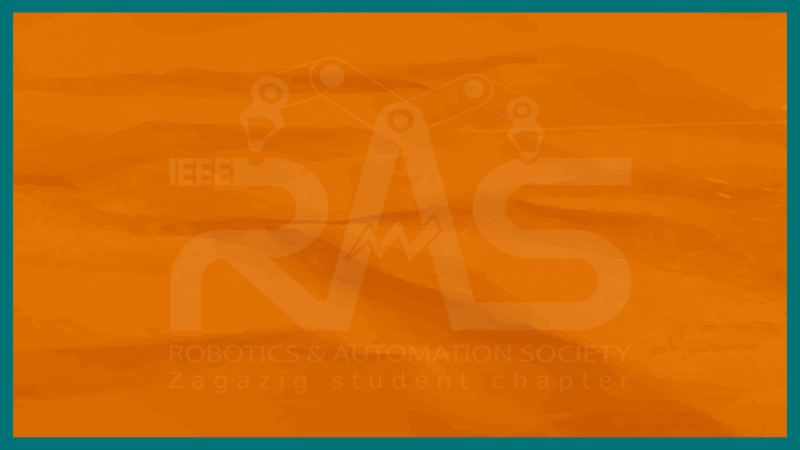 IEEE
RAS
ROBOTICS & AUTOMATION SOCIETY
Zagazig student chapter